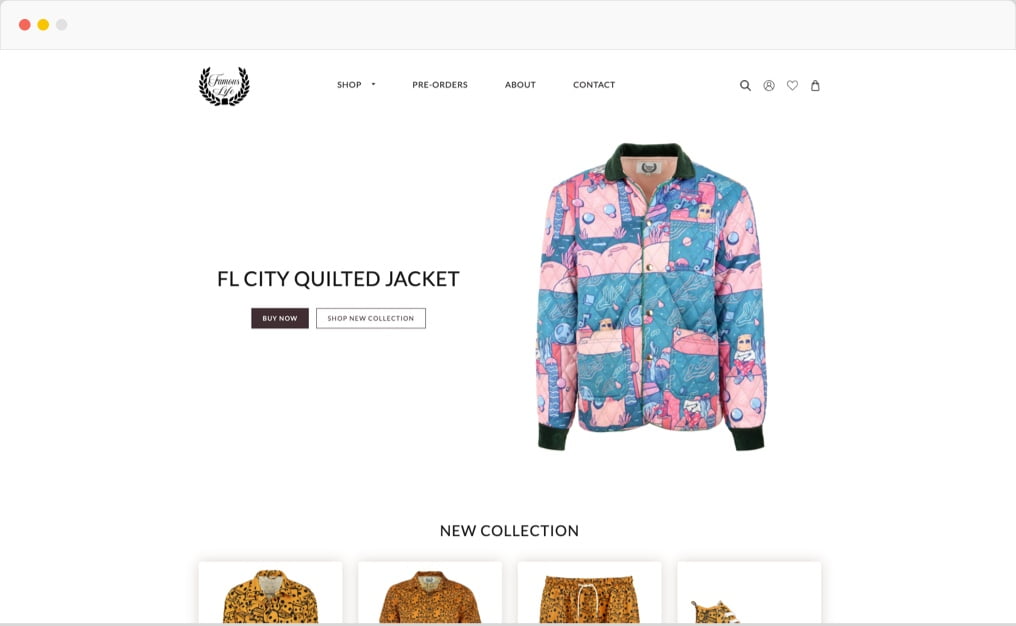 Famous
Life
SHOP
PRE-ORDERS
ABOUT
CONTACT
FL CITY QUILTED JACKET
BUY NOW
SHOP NEW COLLECTION
NEW COLLECTION